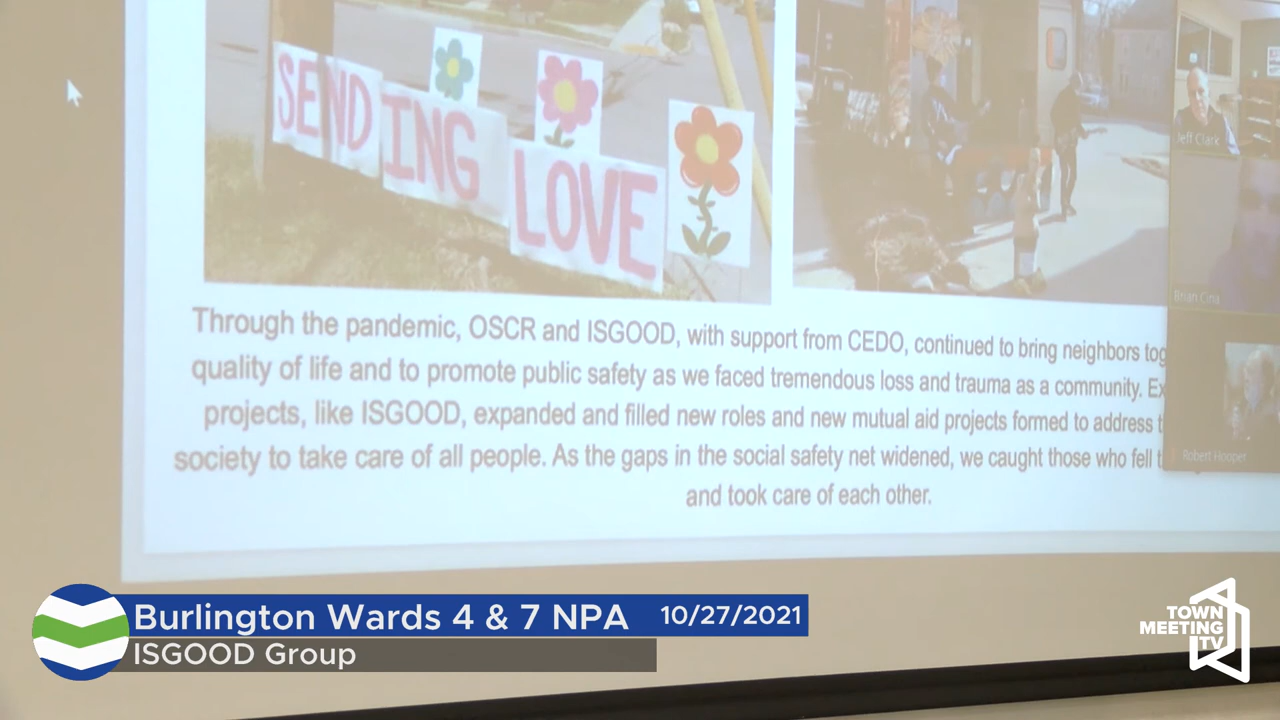 SENDING
LOVE
Jeff Clark
Brian Cina
Robert Hooper
Through the pandemic, OSCR and ISGOOD, with support from CEDO, continued to bring neighbors tog
quality of life and to promote public safety as we faced tremendous loss and trauma as a community. Ex
projects, like ISGOOD, expanded and filled new roles and new mutual aid projects formed to address t
society to take care of all people. As the gaps in the social safety net widened, we caught those who fell t
and took care of each other.
Burlington Wards 4 & 7 NPA 10/27/2021
ISGOOD Group
TOWN
MEETING
TV